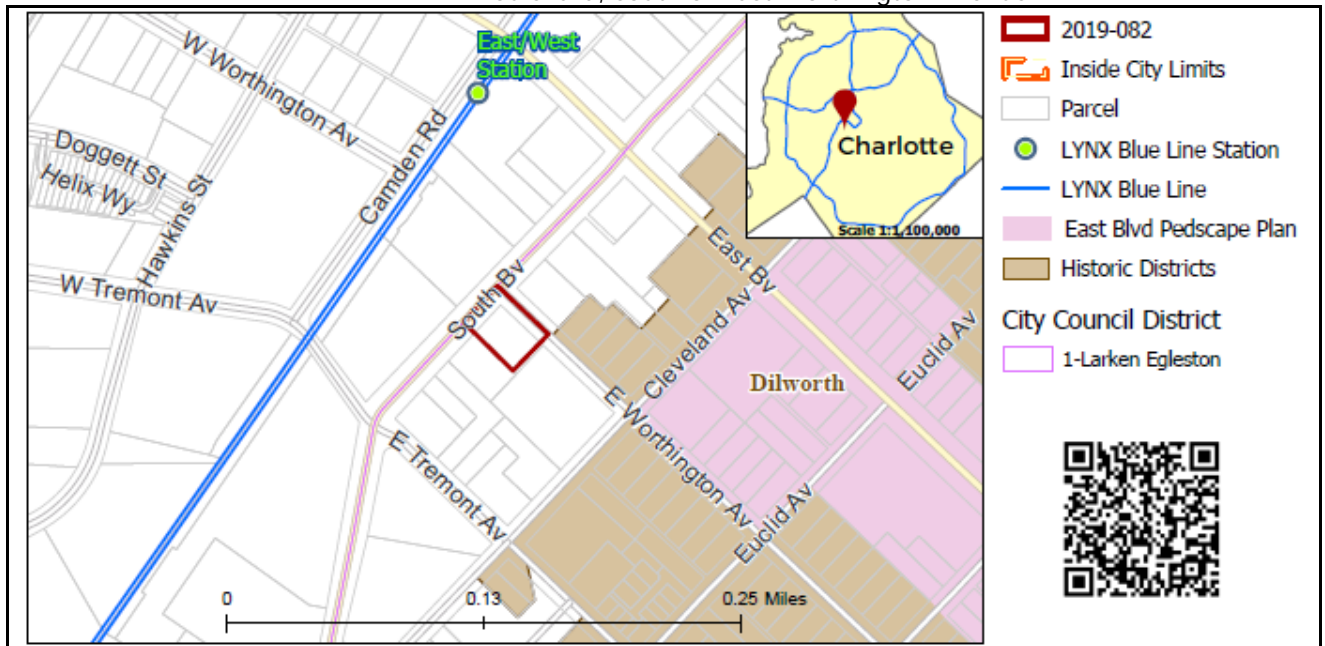 East/West
Station
W Worthington Av
Camden Rd
Doggett St
Helix Wy
Hawkins St
W Tremont Av
South Bv
East Bv
Cleveland Av
Euclid Av
Dilworth
E Worthington Av
E Tremont Av
Euclid Av
0
0.13
0.25 Miles
Charlotte
Scale 1:1,100,000
2019-082
Inside City Limits
Parcel
LYNX Blue Line Station
LYNX Blue Line
East Blvd Pedscape Plan
Historic Districts
City Council District
1-Larken Egleston